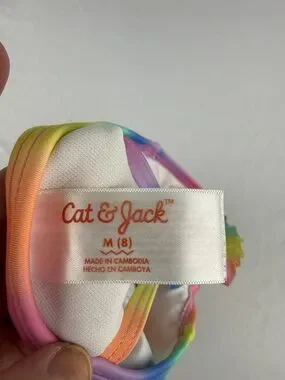 Cat & Jack™
M (8)
MADE IN CAMBODIA
HECHO EN CAMBOYA